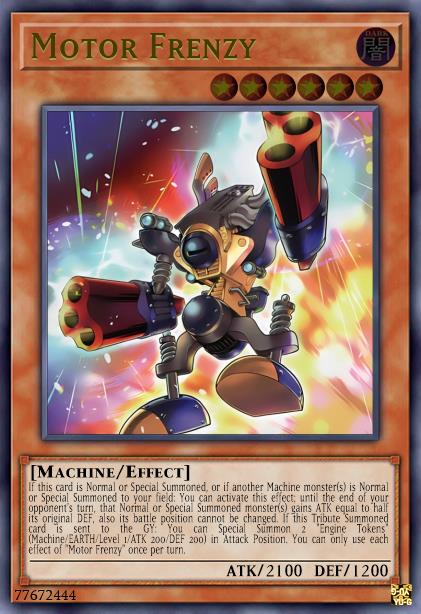 Motor Frenzy
DARK
闇
[Machine/Effect]
If this card is Normal or Special Summoned, or if another Machine monster(s) is Normal
or Special Summoned to your field: You can activate this effect; until the end of your
opponent's turn, that Normal or Special Summoned monster(s) gains ATK equal to half
its original DEF, also its battle position cannot be changed. If this Tribute Summoned
card is sent to the GY: You can Special Summon 2 "Engine Tokens"
(Machine/EARTH/Level 1/ATK 200/DEF 200) in Attack Position. You can only use each
effect of "Motor Frenzy" once per turn.
ATK/2100 DEF/1200
77672444